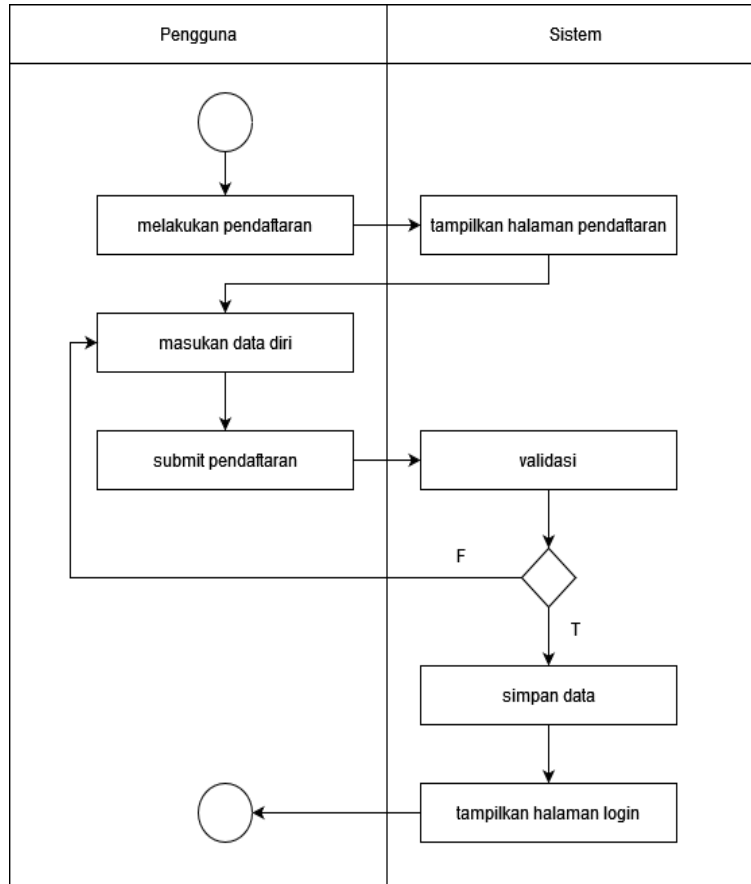 Pengguna
Sistem
melakukan pendaftaran
tampilkan halaman pendaftaran
masukan data diri
submit pendaftaran
validasi
F
T
simpan data
tampilkan halaman login